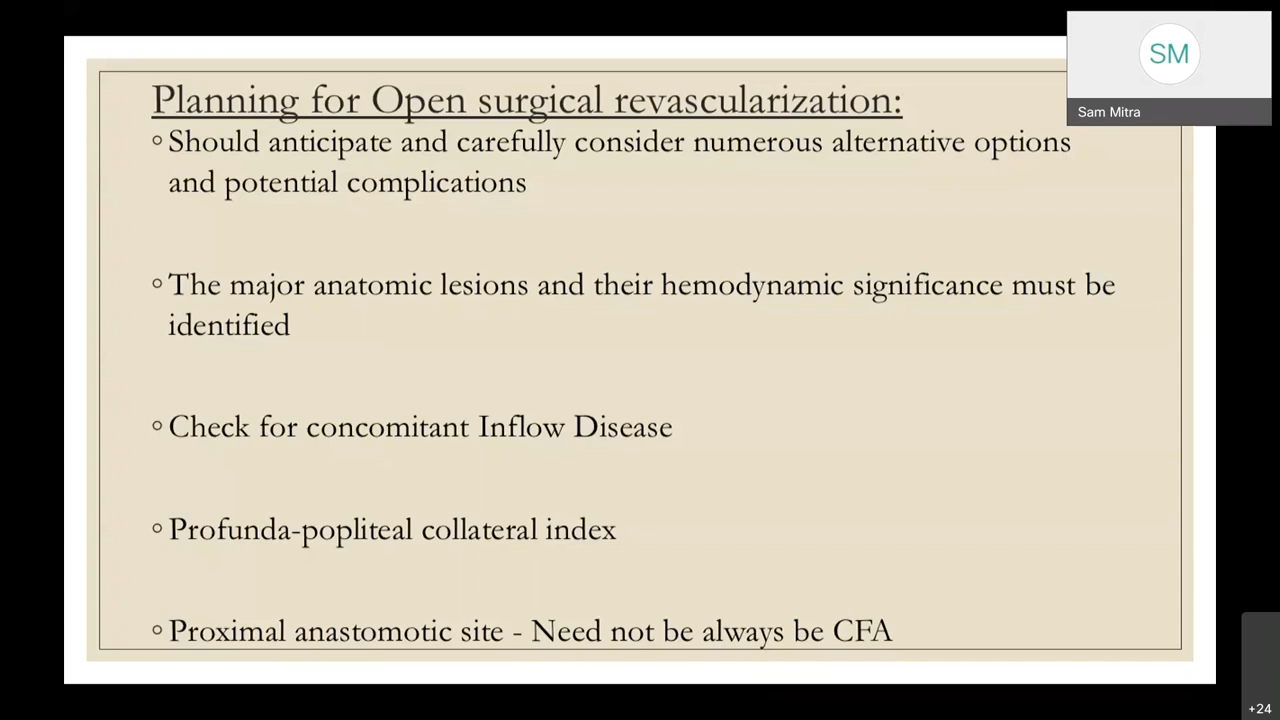 Planning for Open surgical revascularization:
◦ Should anticipate and carefully consider numerous alternative options
and potential complications
◦ The major anatomic lesions and their hemodynamic significance must be
identified
◦ Check for concomitant Inflow Disease
◦ Profunda-popliteal collateral index
◦ Proximal anastomotic site - Need not be always be CFA
SM
Sam Mitra
+24